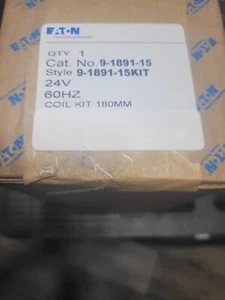 EATON
QTY 1
Cat. No. 9-1891-15
Style 9-1891-15KIT
24V
60HZ
COIL KIT 180MM